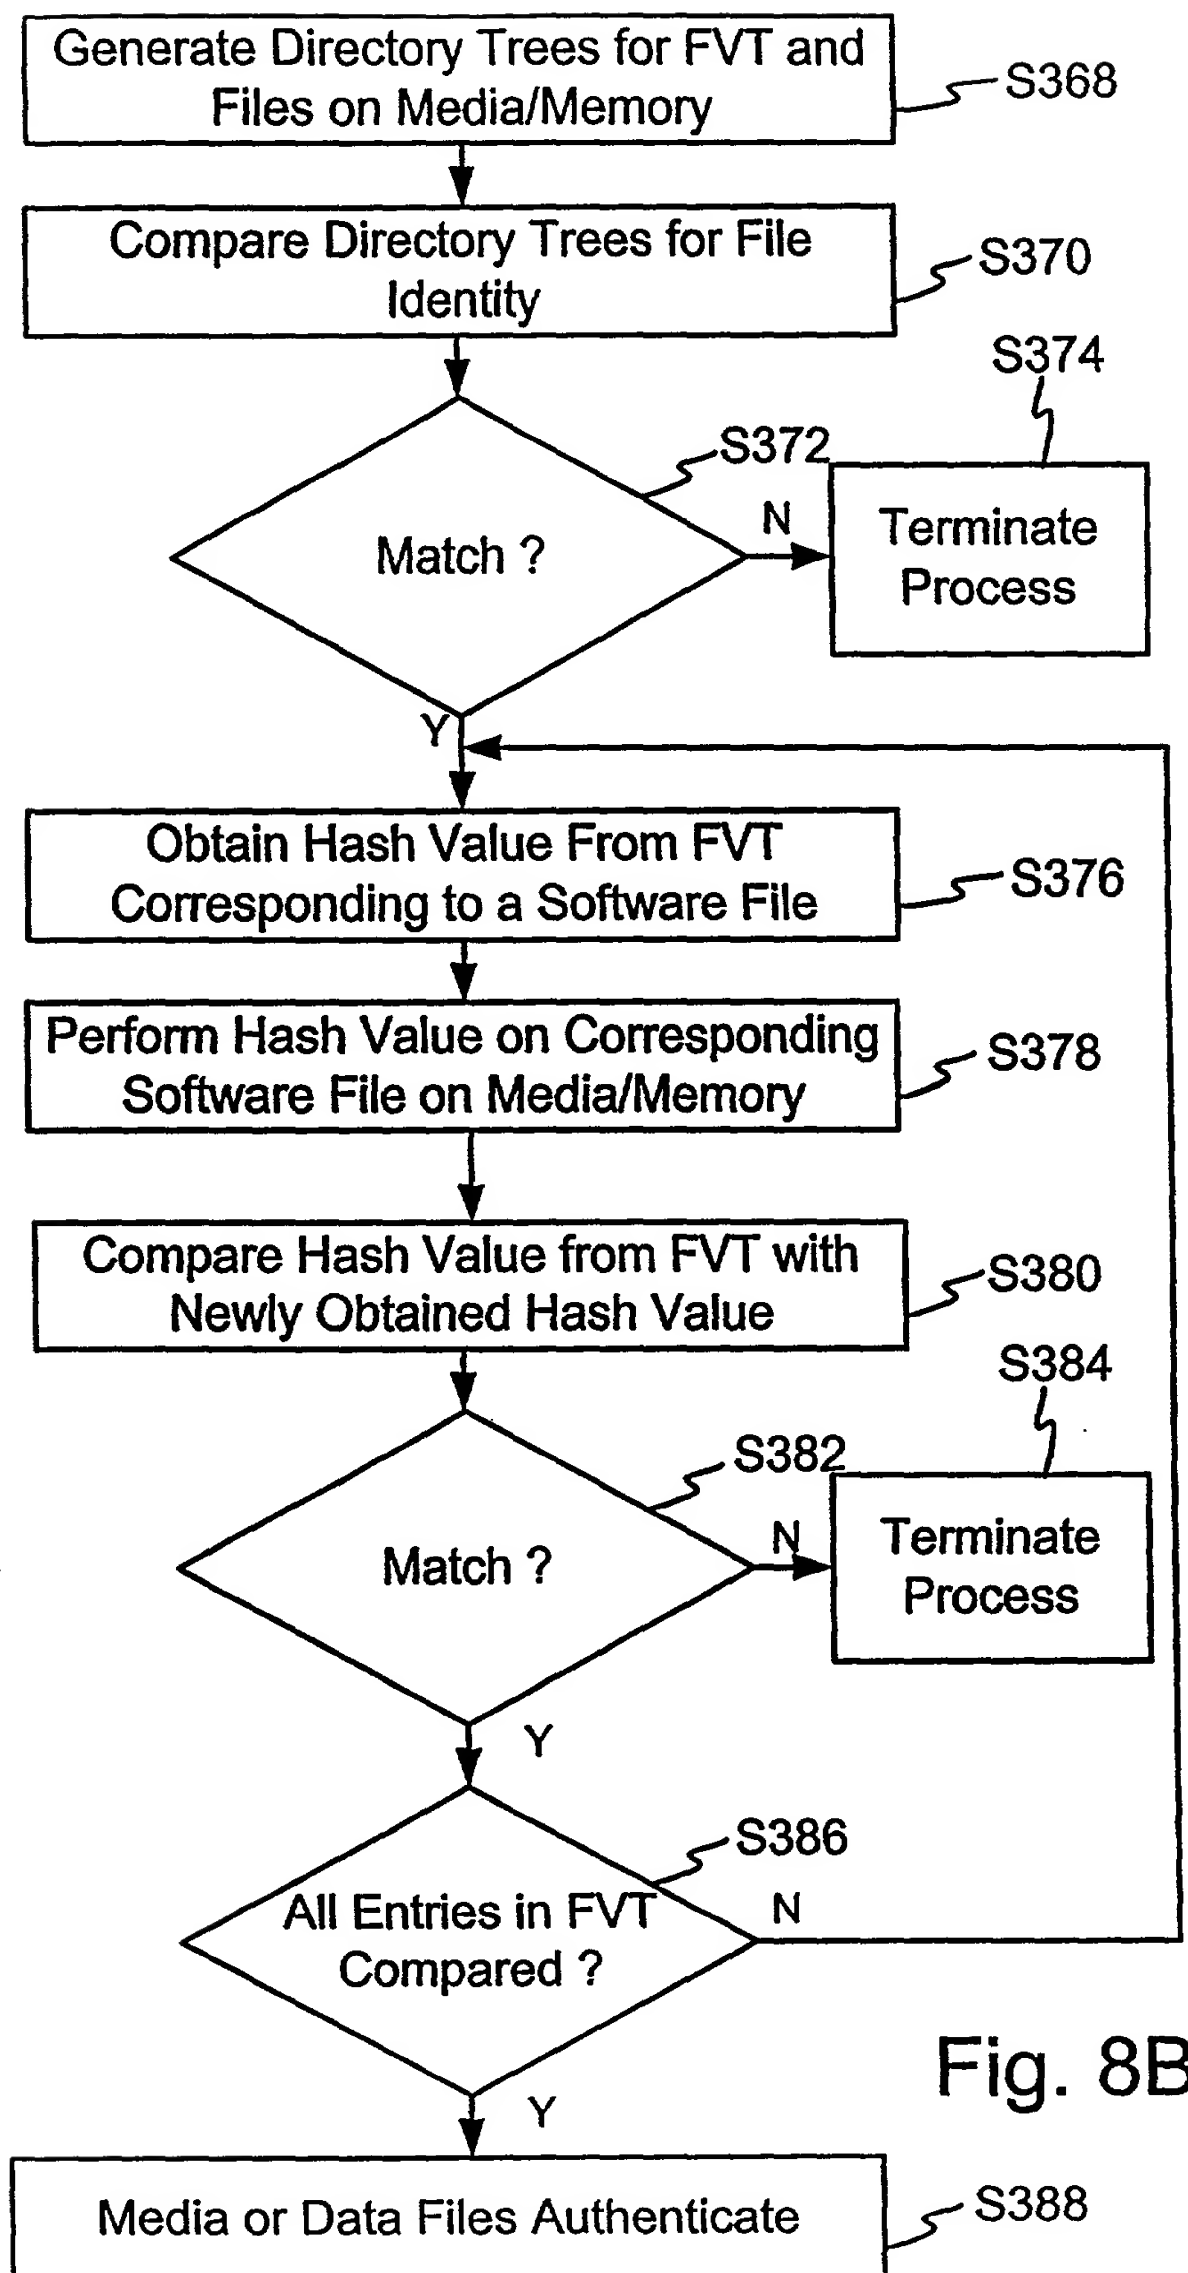 Generate Directory Trees for FVT and
Files on Media/Memory
S368
Compare Directory Trees for File
Identity
S370
S374
S372
Match ?
N
Terminate
Process
Y
Obtain Hash Value From FVT
Corresponding to a Software File
S376
Perform Hash Value on Corresponding
Software File on Media/Memory
S378
Compare Hash Value from FVT with
Newly Obtained Hash Value
S380
S384
S382
Match ?
N
Terminate
Process
Y
S386
All Entries in FVT
Compared ?
N
Fig. 8B
Y
Media or Data Files Authenticate
S388